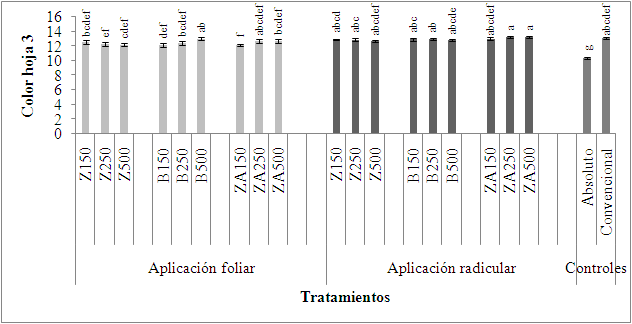 Color hoja 3
16
14
12
10
8
6
4
2
0
bcdef
ef
cdef
def
bcdef
ab
f
abcdef
bcdef
abcd
abc
abcdef
abc
ab
abcde
abcdef
a
a
g
abcdef
Z150
Z250
Z500
B150
B250
B500
ZA150
ZA250
ZA500
Z150
Z250
Z500
B150
B250
B500
ZA150
ZA250
ZA500
Absoluto
Convencional
Aplicación foliar
Aplicación radicular
Controles
Tratamientos